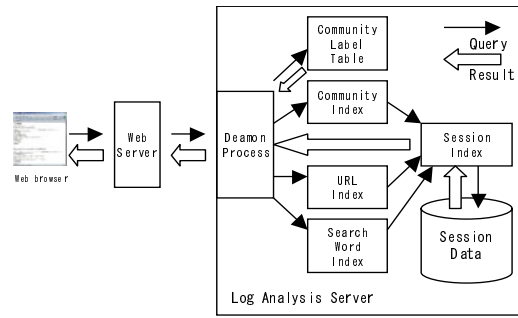 Community
Label
Table
Query
Result
Community
Index
Web
Server
Deamon
Process
Session
Index
Web browser
URL
Index
Search
Word
Index
Session
Data
Log Analysis Server